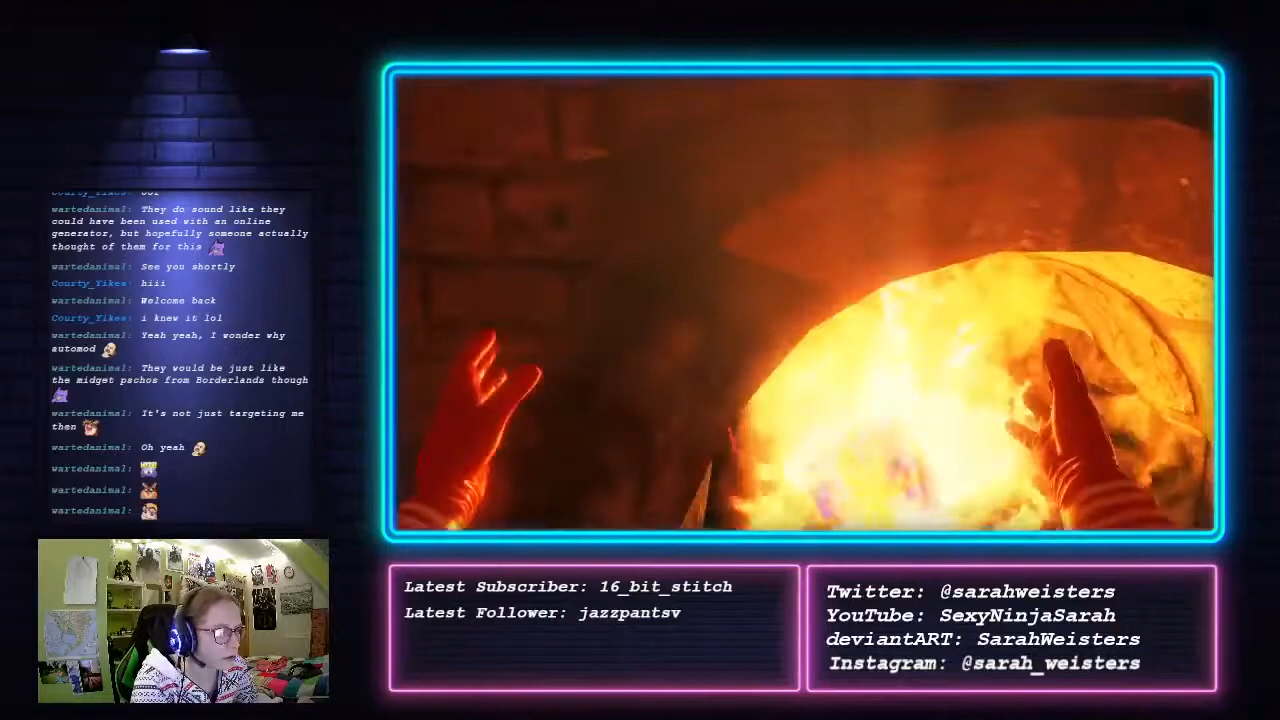 Courty_Yikes: oof
wartedanimal: They do sound like they
could have been used with an online
generator, but hopefully someone actually
thought of them for this
wartedanimal: See you shortly
Courty_Yikes: hiii
wartedanimal: Welcome back
Courty_Yikes: i knew it lol
wartedanimal: Yeah yeah, I wonder why
automod
wartedanimal: They would be just like
the midget pschos from Borderlands though
wartedanimal: It's not just targeting me
then
wartedanimal: Oh yeah
wartedanimal:
wartedanimal:
wartedanimal:
Latest Subscriber: 16_bit_stitch
Latest Follower: jazzpantsv
Twitter: @sarahweisters
YouTube: SexyNinjaSarah
deviantART: SarahWeisters
Instagram: @sarah_weisters